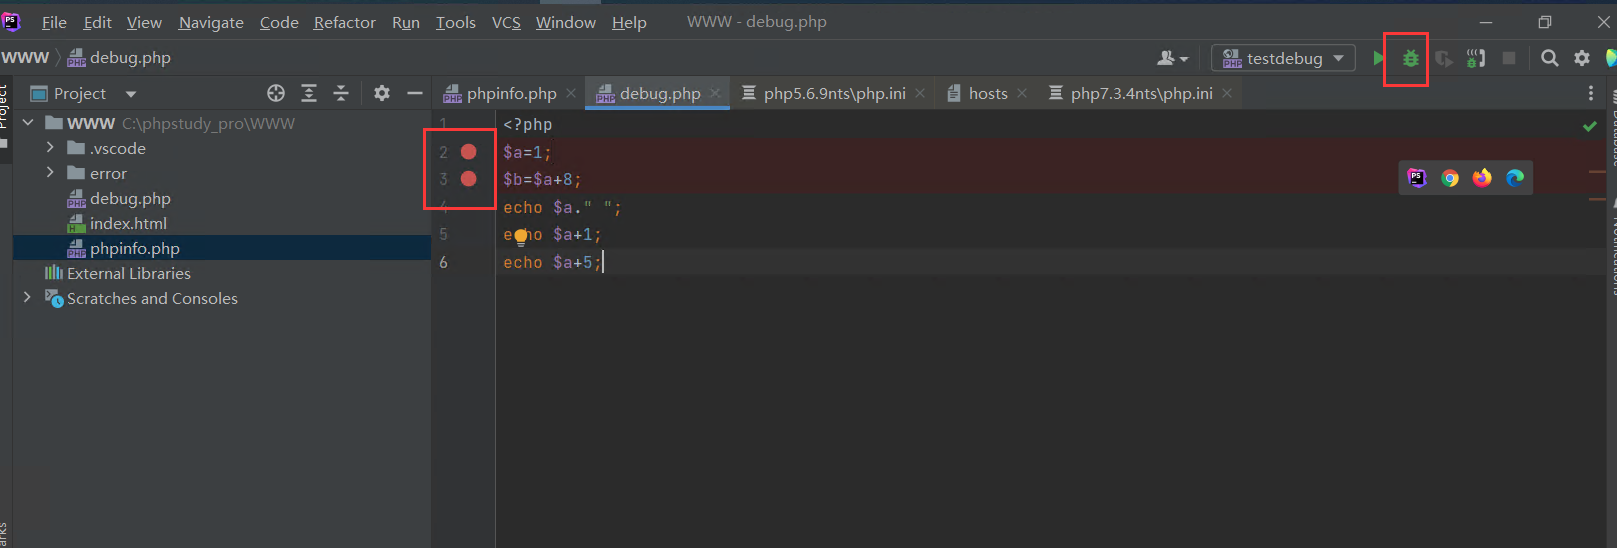 PS File Edit View Navigate Code Refactor Run Tools VCS Window Help WWW - debug.php
WWW debug.php testdebug
Project phpinfo.php debug.php php5.6.9nts\php.ini hosts php7.3.4nts\php.ini
Project
WWW C:\phpstudy_pro\WWW
.vscode
error
debug.php
index.html
phpinfo.php
External Libraries
Scratches and Consoles
1 <?php
2 $a=1;
3 $b=$a+8;
4 echo $a." ";
5 echo $a+1;
6 echo $a+5;
Database
Notifications